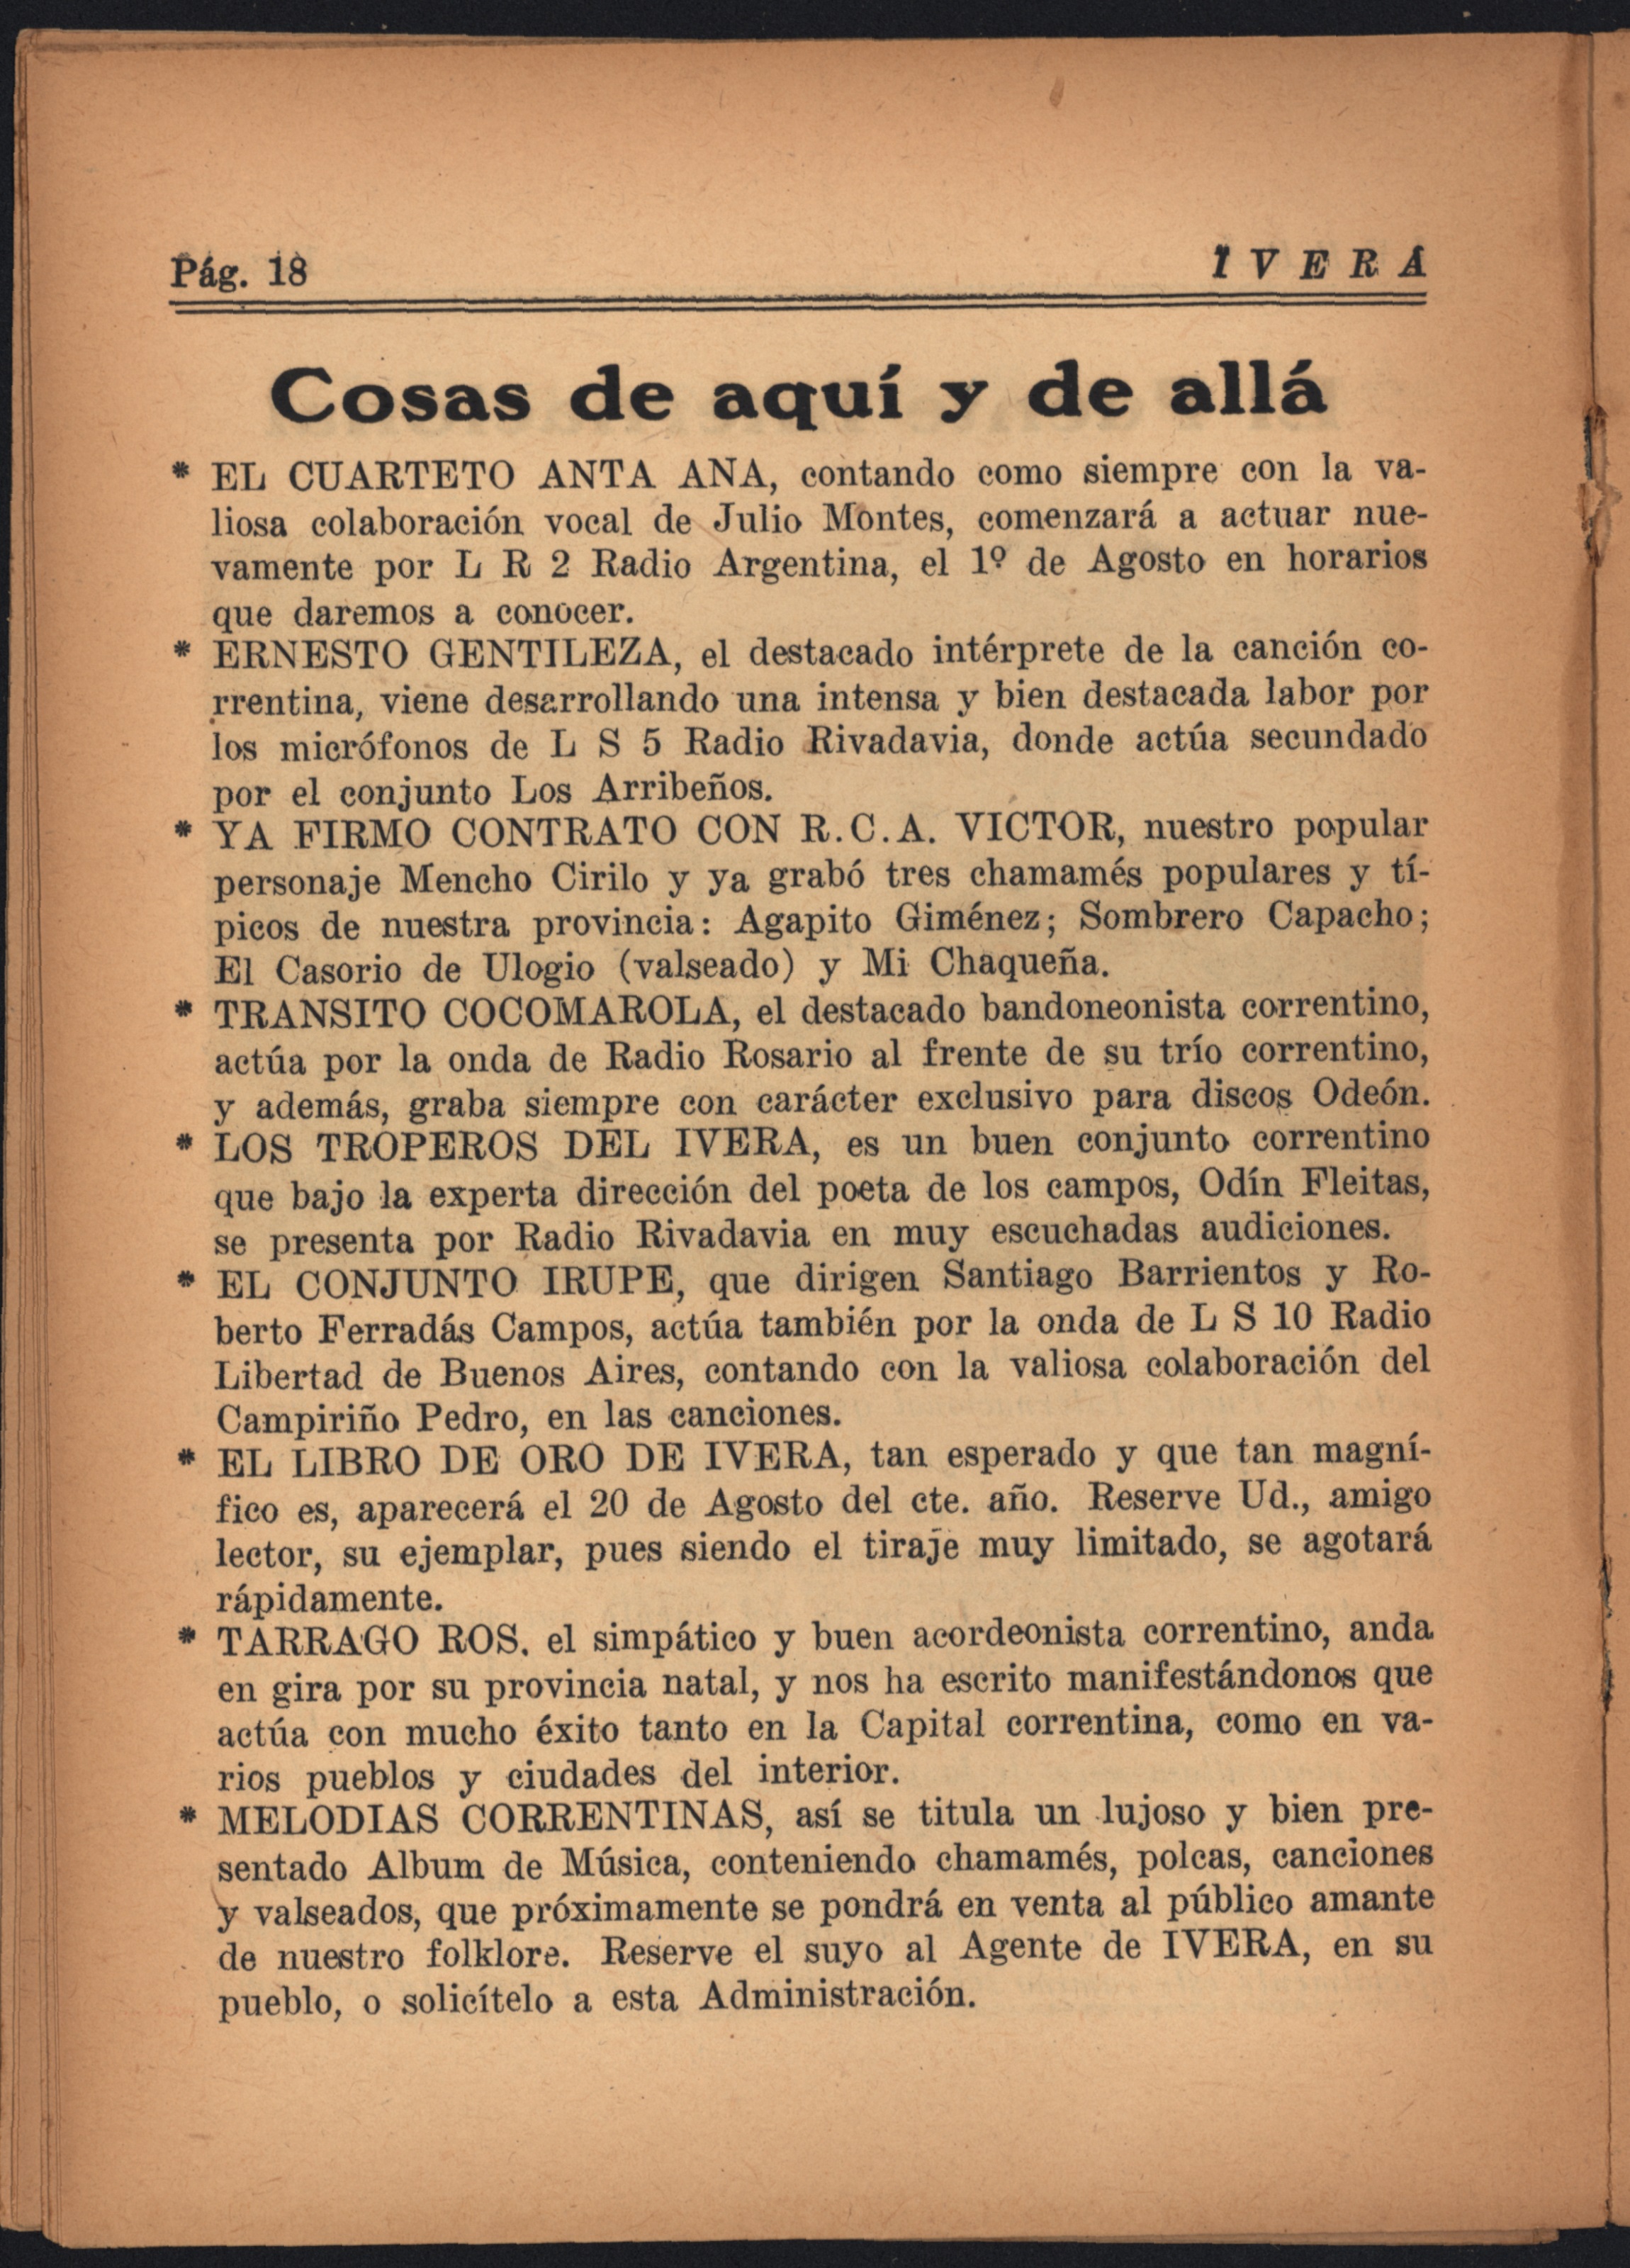 Pág. 18
IVERÁ
Cosas de aquí y de allá
* EL CUARTETO ANTA ANA, contando como siempre con la va-
liosa colaboración vocal de Julio Montes, comenzará a actuar nue-
vamente por L R 2 Radio Argentina, el 1º de Agosto en horarios
que daremos a conocer.
* ERNESTO GENTILEZA, el destacado intérprete de la canción co-
rrentina, viene desarrollando una intensa y bien destacada labor por
los micrófonos de L S 5 Radio Rivadavia, donde actúa secundado
por el conjunto Los Arribeños.
* YA FIRMO CONTRATO CON R.C.A. VICTOR, nuestro popular
personaje Mencho Cirilo y ya grabó tres chamamés populares y tí-
picos de nuestra provincia: Agapito Giménez; Sombrero Capacho;
El Casorio de Ulogio (valseado) y Mi Chaqueña.
* TRANSITO COCOMAROLA, el destacado bandoneonista correntino,
actúa por la onda de Radio Rosario al frente de su trío correntino,
y además, graba siempre con carácter exclusivo para discos Odeón.
* LOS TROPEROS DEL IVERA, es un buen conjunto correntino
que bajo la experta dirección del poeta de los campos, Odín Fleitas,
se presenta por Radio Rivadavia en muy escuchadas audiciones.
* EL CONJUNTO IRUPE, que dirigen Santiago Barrientos y Ro-
berto Ferradás Campos, actúa también por la onda de L S 10 Radio
Libertad de Buenos Aires, contando con la valiosa colaboración del
Campiriño Pedro, en las canciones.
* EL LIBRO DE ORO DE IVERA, tan esperado y que tan magní-
fico es, aparecerá el 20 de Agosto del cte. año. Reserve Ud., amigo
lector, su ejemplar, pues siendo el tiraje muy limitado, se agotará
rápidamente.
* TARRAGO ROS. el simpático y buen acordeonista correntino, anda
en gira por su provincia natal, y nos ha escrito manifestándonos que
actúa con mucho éxito tanto en la Capital correntina, como en va-
rios pueblos y ciudades del interior.
* MELODIAS CORRENTINAS, así se titula un lujoso y bien pre-
sentado Album de Música, conteniendo chamamés, polcas, canciones
y valseados, que próximamente se pondrá en venta al público amante
de nuestro folklore. Reserve el suyo al Agente de IVERA, en su
pueblo, o solicítelo a esta Administración.